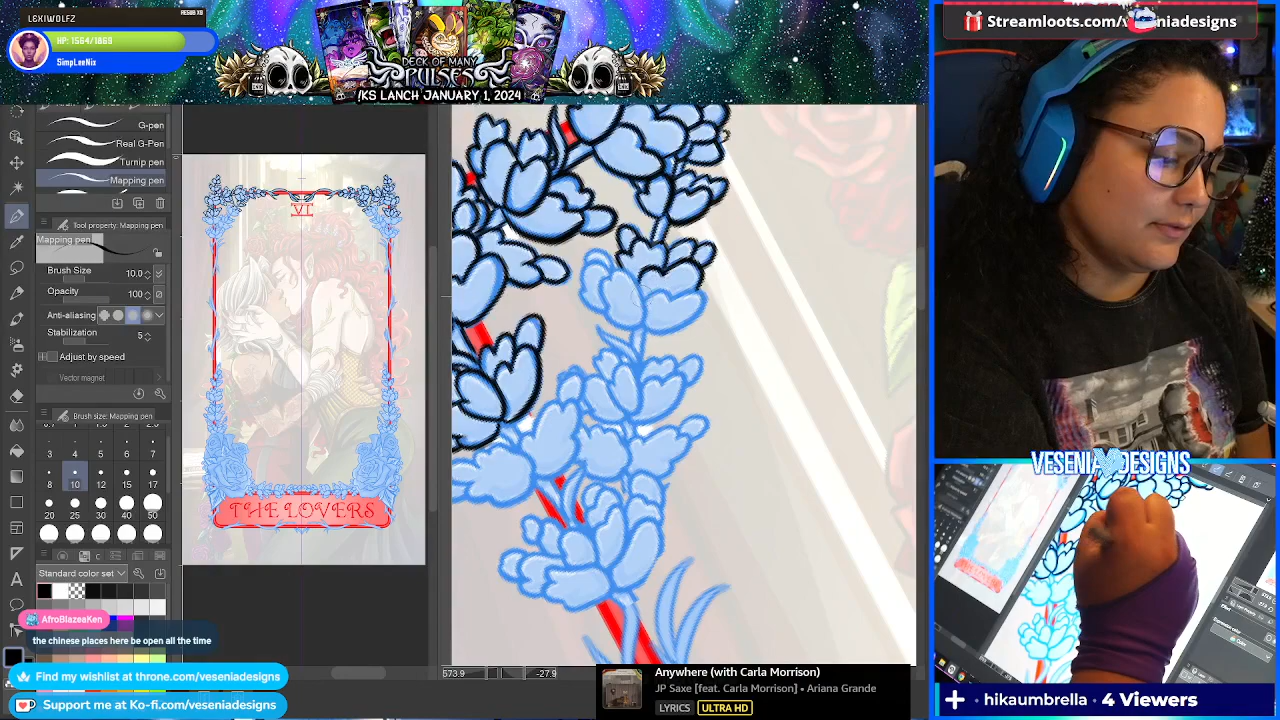 LEXIWOLFZ
HP: 1564/1869
SimpLeeNix
DECK OF MANY
PULSES
!KS LANCH JANUARY 1, 2024
Streamloots.com/veseniadesigns
G-pen
Real G-Pen
Turnip pen
Mapping pen
Tool property: Mapping pen
Mapping pen
Brush Size
10.0
Opacity
100
Anti-aliasing
Stabilization
5
Adjust by speed
Vector magnet
Brush size: Mapping pen
3 4 5 6 7
8 10 12 15 17
20 25 30 40 50
Standard color set
VI
THE LOVERS
AfroBlazeaKen
the chinese places here be open all the time
Find my wishlist at throne.com/veseniadesigns
Support me at Ko-fi.com/veseniadesigns
573.9
-27.9
Anywhere (with Carla Morrison)
JP Saxe [feat. Carla Morrison] • Ariana Grande
LYRICS
ULTRA HD
VESENIA DESIGNS
hikaumbrella
4 Viewers